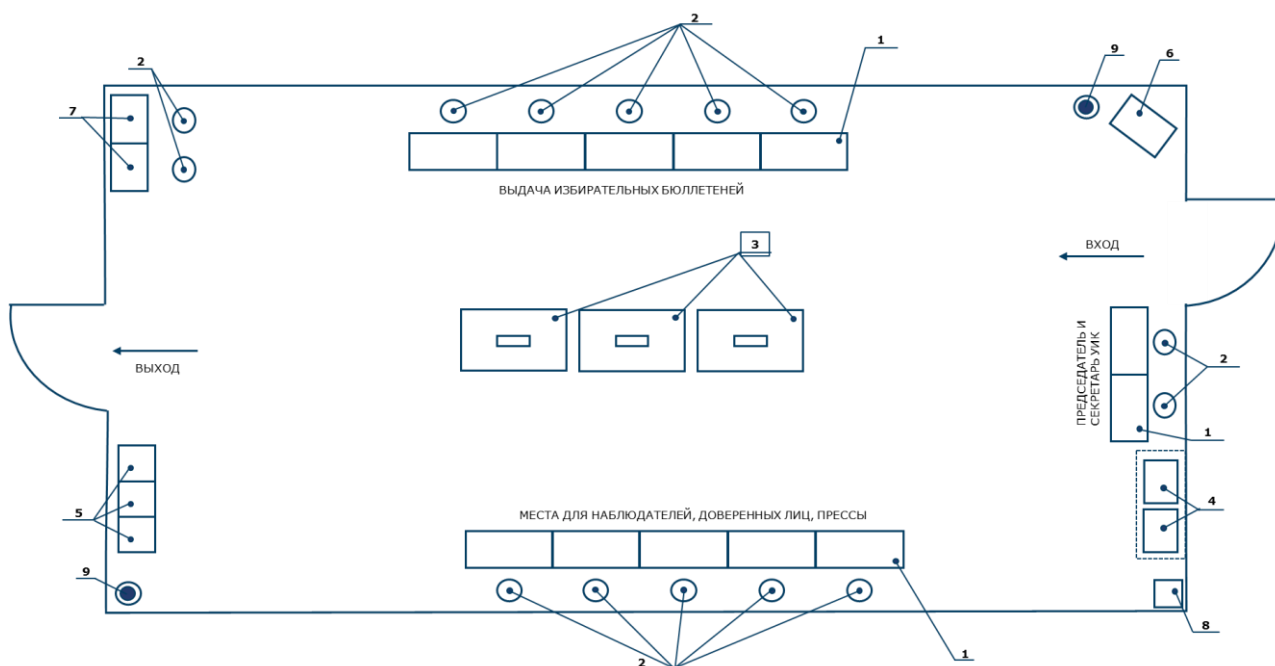 2
1
9
6
2
7
ВЫДАЧА ИЗБИРАТЕЛЬНЫХ БЮЛЛЕТЕНЕЙ
3
ВХОД
ВЫХОД
ПРЕДСЕДАТЕЛЬ И
СЕКРЕТАРЬ УИК
2
1
4
5
МЕСТА ДЛЯ НАБЛЮДАТЕЛЕЙ, ДОВЕРЕННЫХ ЛИЦ, ПРЕССЫ
9
8
2
1